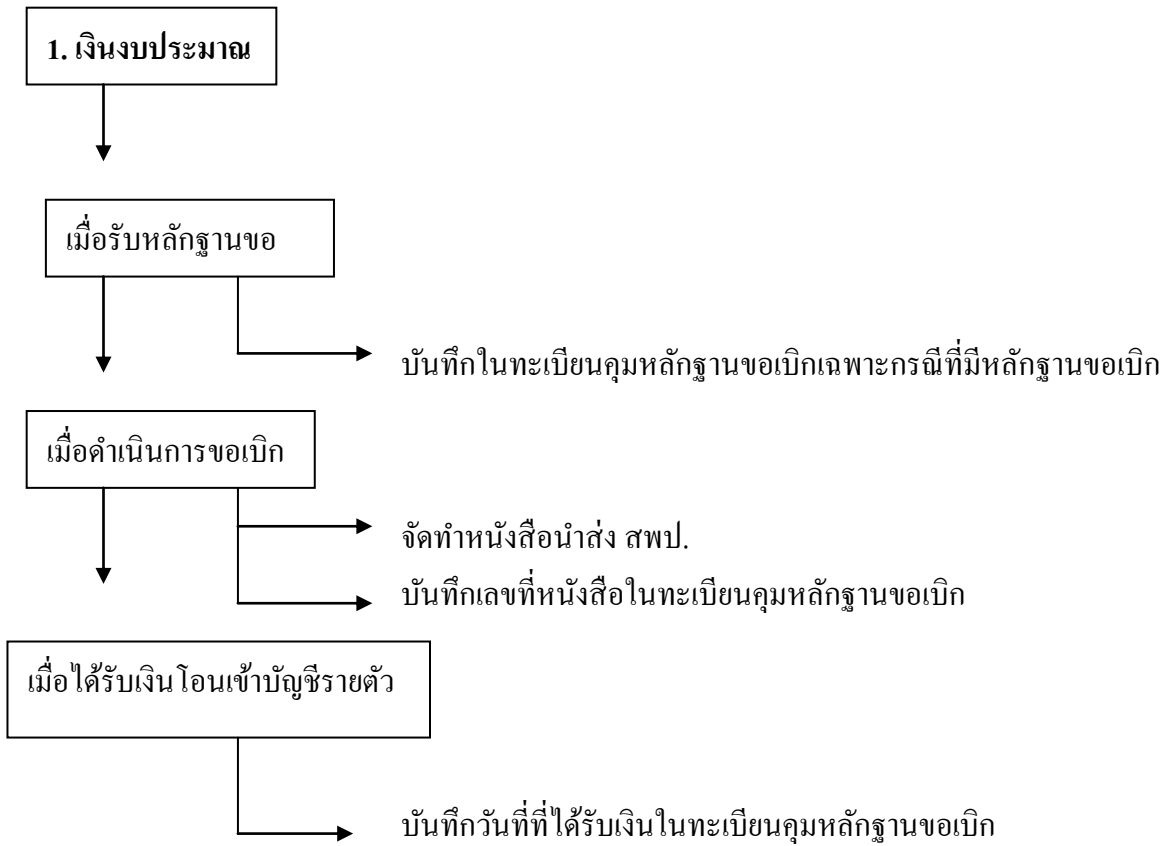 1. เงินงบประมาณ
เมื่อรับหลักฐานขอ
บันทึกในทะเบียนคุมหลักฐานขอเบิกเฉพาะกรณีที่มีหลักฐานขอเบิก
เมื่อดำเนินการขอเบิก
จัดทำหนังสือนำส่ง สพป.
บันทึกเลขที่หนังสือในทะเบียนคุมหลักฐานขอเบิก
เมื่อได้รับเงินโอนเข้าบัญชีรายตัว
บันทึกวันที่ที่ได้รับเงินในทะเบียนคุมหลักฐานขอเบิก